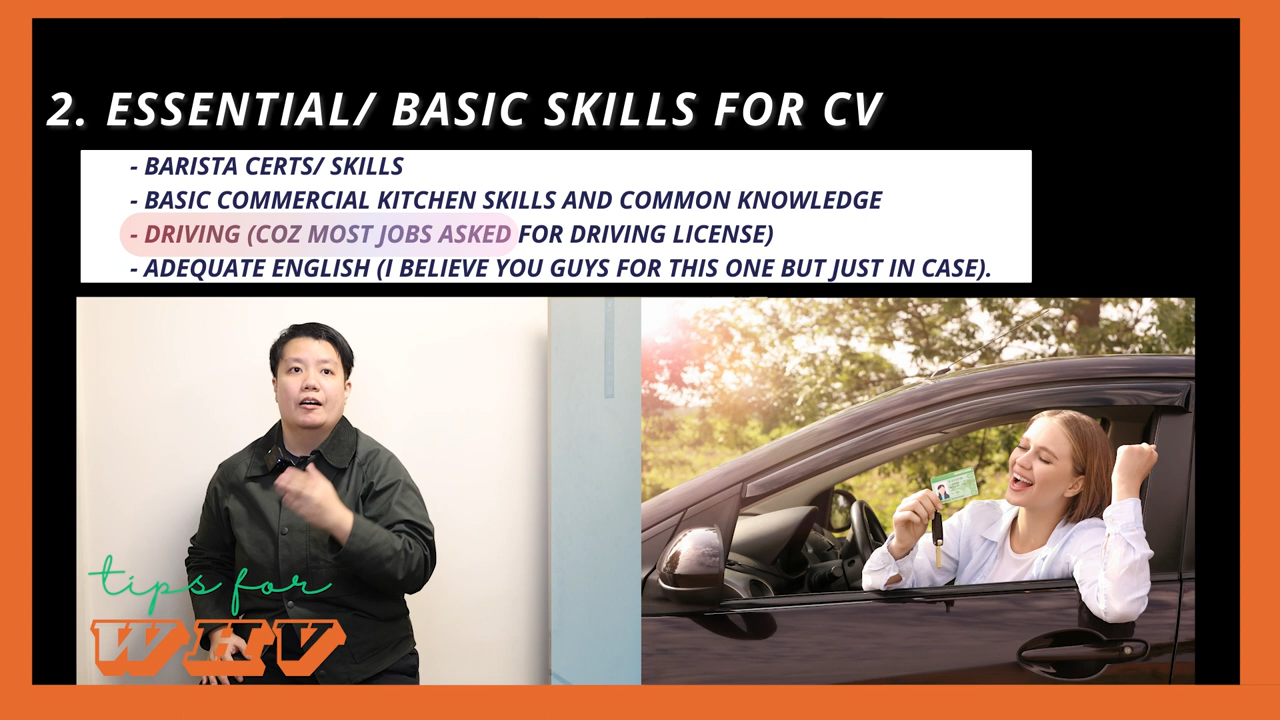 2. ESSENTIAL/ BASIC SKILLS FOR CV
- BARISTA CERTS/ SKILLS
- BASIC COMMERCIAL KITCHEN SKILLS AND COMMON KNOWLEDGE
- DRIVING (COZ MOST JOBS ASKED FOR DRIVING LICENSE)
- ADEQUATE ENGLISH (I BELIEVE YOU GUYS FOR THIS ONE BUT JUST IN CASE).
tips for
WHV